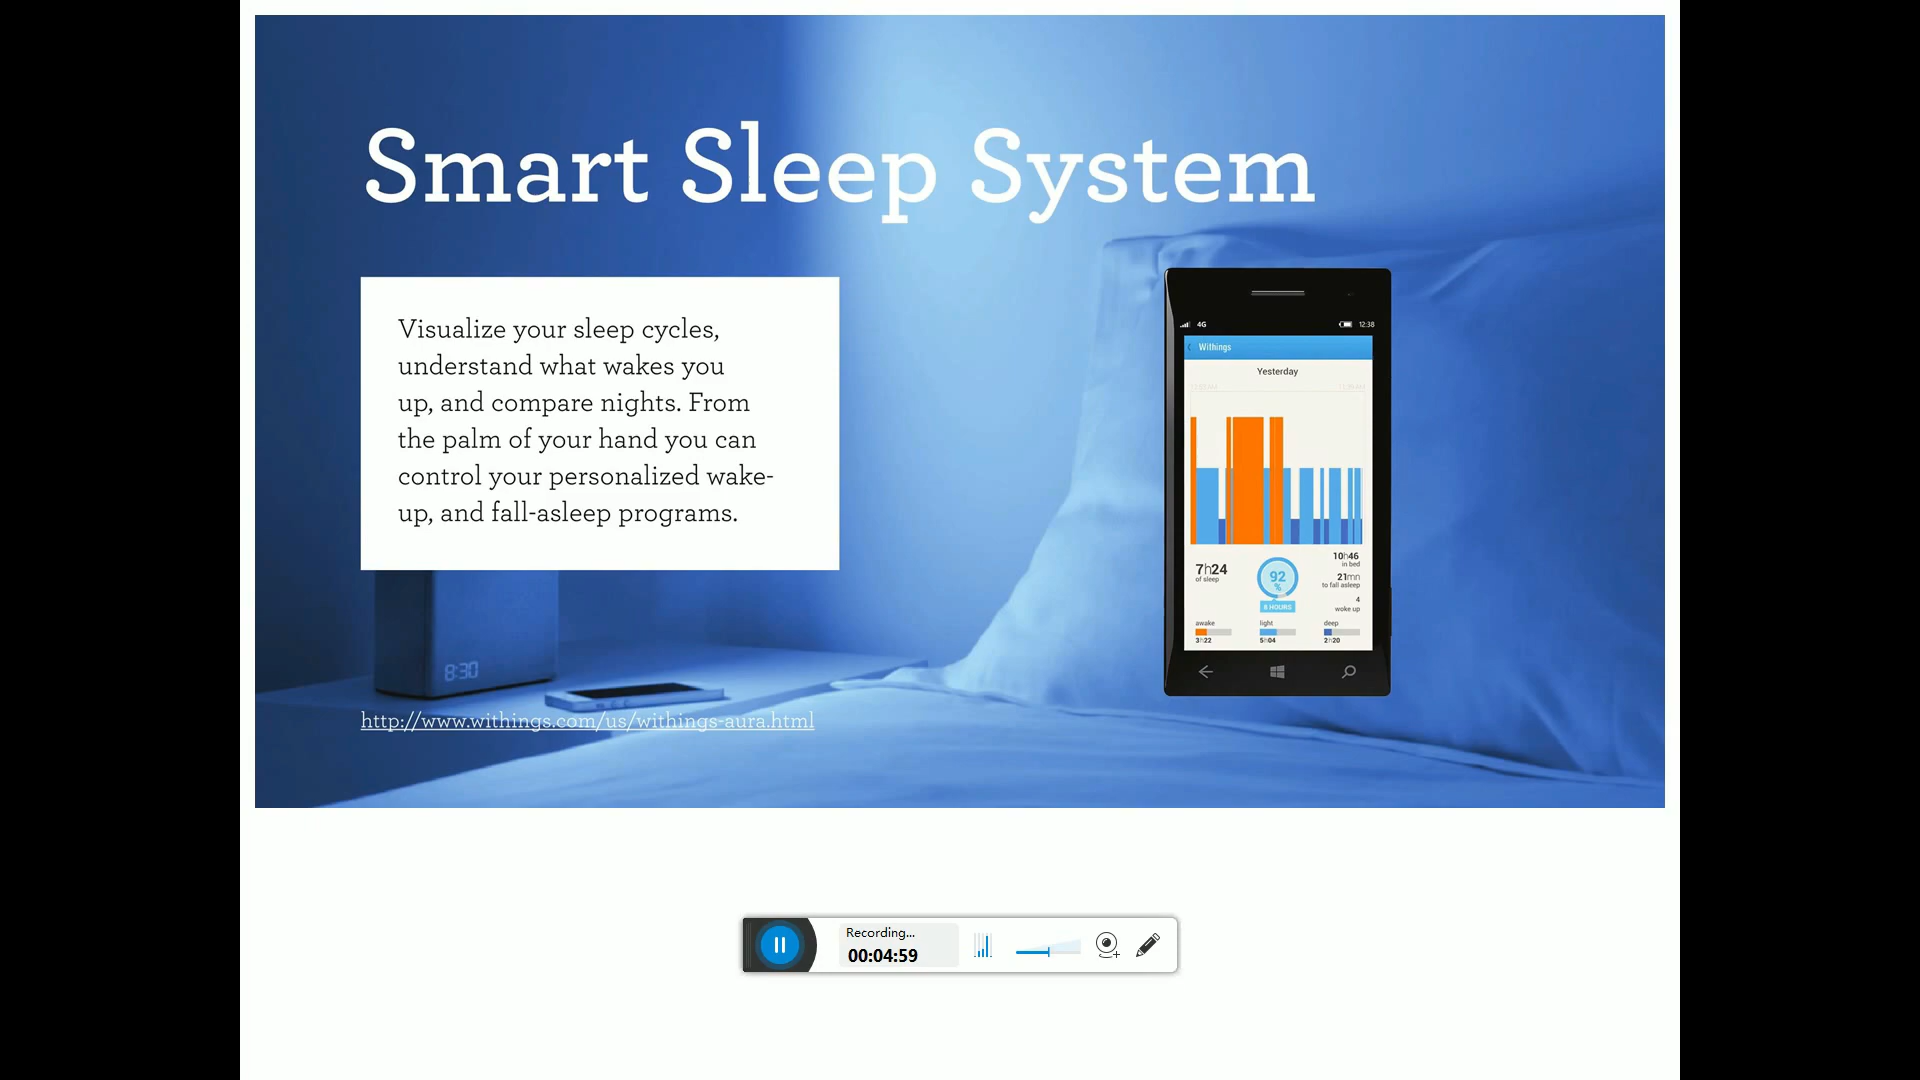 Smart Sleep System
Visualize your sleep cycles,
understand what wakes you
up, and compare nights. From
the palm of your hand you can
control your personalized wake-
up, and fall-asleep programs.
8:30
http://www.withings.com/us/withings-aura.html
4G 12:38
Withings
Yesterday
7h24
of sleep
92
%
8 HOURS
10h46
in bed
21mn
to fall asleep
4
woke up
awake light deep
3h22 5h04 2h20
Recording...
00:04:59